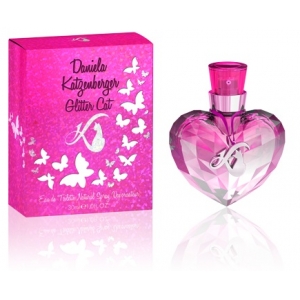 Daniela
Katzenberger
Glitter Cat
K
Eau de Toilette Natural Spray Vaporisateur
K